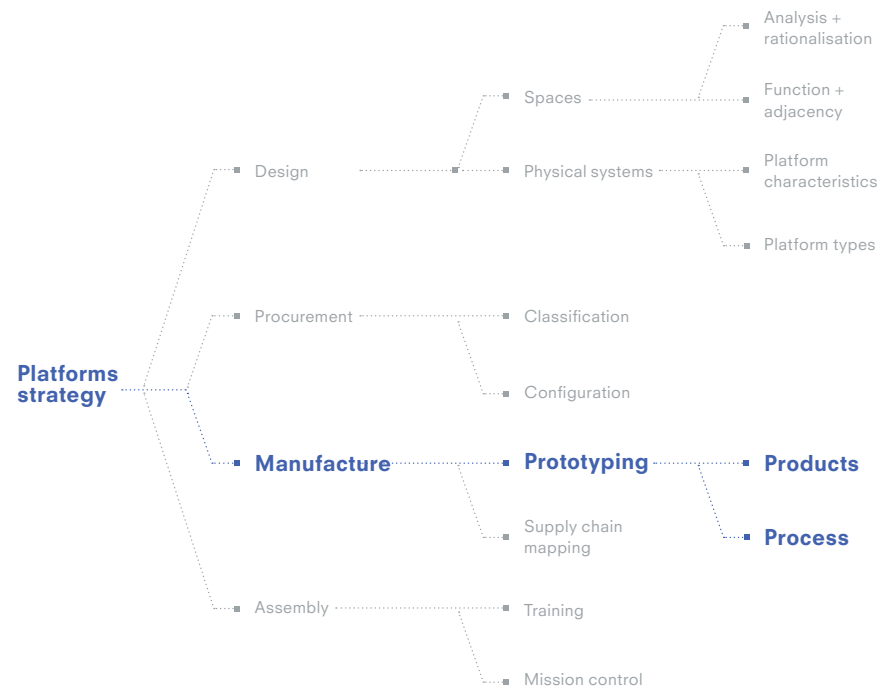 Analysis +
rationalisation
Spaces
Function +
adjacency
Design
Physical systems
Platform
characteristics
Platform types
Procurement
Classification
Platforms
strategy
Configuration
Manufacture
Prototyping
Products
Supply chain
mapping
Process
Assembly
Training
Mission control